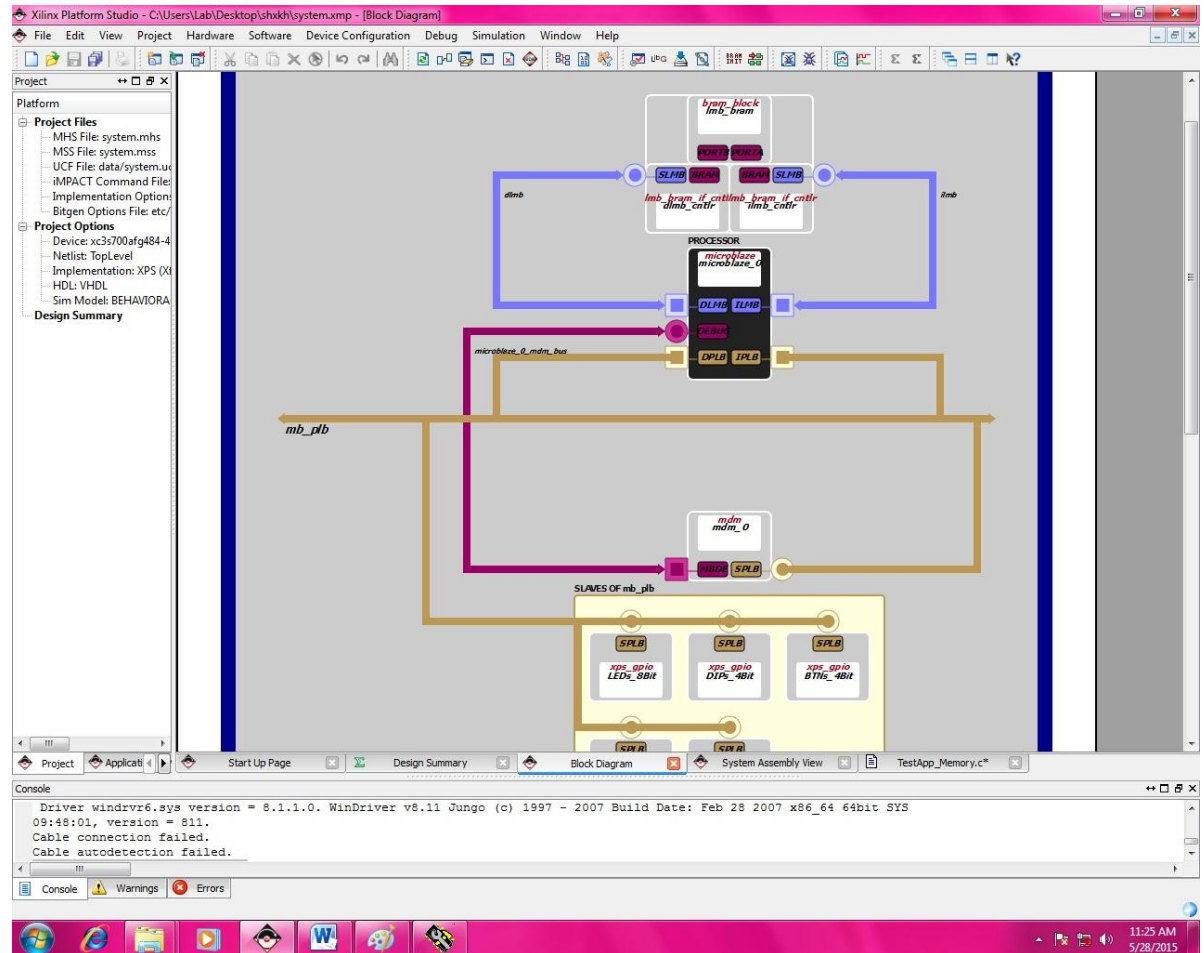 Xilinx Platform Studio - C:\Users\Lab\Desktop\shxkh\system.xmp - [Block Diagram]
File Edit View Project Hardware Software Device Configuration Debug Simulation Window Help
Project
Platform
Project Files
MHS File: system.mhs
MSS File: system.mss
UCF File: data/system.uc
iMPACT Command File:
Implementation Options
Bitgen Options File: etc/
Project Options
Device: xc3s700afg484-4
Netlist: TopLevel
Implementation: XPS (Xf
HDL: VHDL
Sim Model: BEHAVIORA
Design Summary
bram_block
lmb_bram
PORTB PORTA
SLMB BRAM BRAM SLMB
dlmb
lmb_bram_if_cntlr lmb_bram_if_cntlr
dlmb_cntlr ilmb_cntlr
ilmb
PROCESSOR
microblaze
microblaze_0
DLMB ILMB
DEBUG
microblaze_0_mdm_bus
DPLB IPLB
mb_plb
mdm
mdm_0
MBDE SPLB
SLAVES OF mb_plb
SPLB SPLB SPLB
xps_gpio xps_gpio xps_gpio
LEDs_8Bit DIPs_4Bit BTNs_4Bit
SPLB SPLB
Project Applicati Start Up Page Design Summary Block Diagram System Assembly View TestApp_Memory.c*
Console
Driver windrvr6.sys version = 8.1.1.0. WinDriver v8.11 Jungo (c) 1997 - 2007 Build Date: Feb 28 2007 x86_64 64bit SYS
09:48:01, version = 811.
Cable connection failed.
Cable autodetection failed.
Console Warnings Errors
11:25 AM
5/28/2015